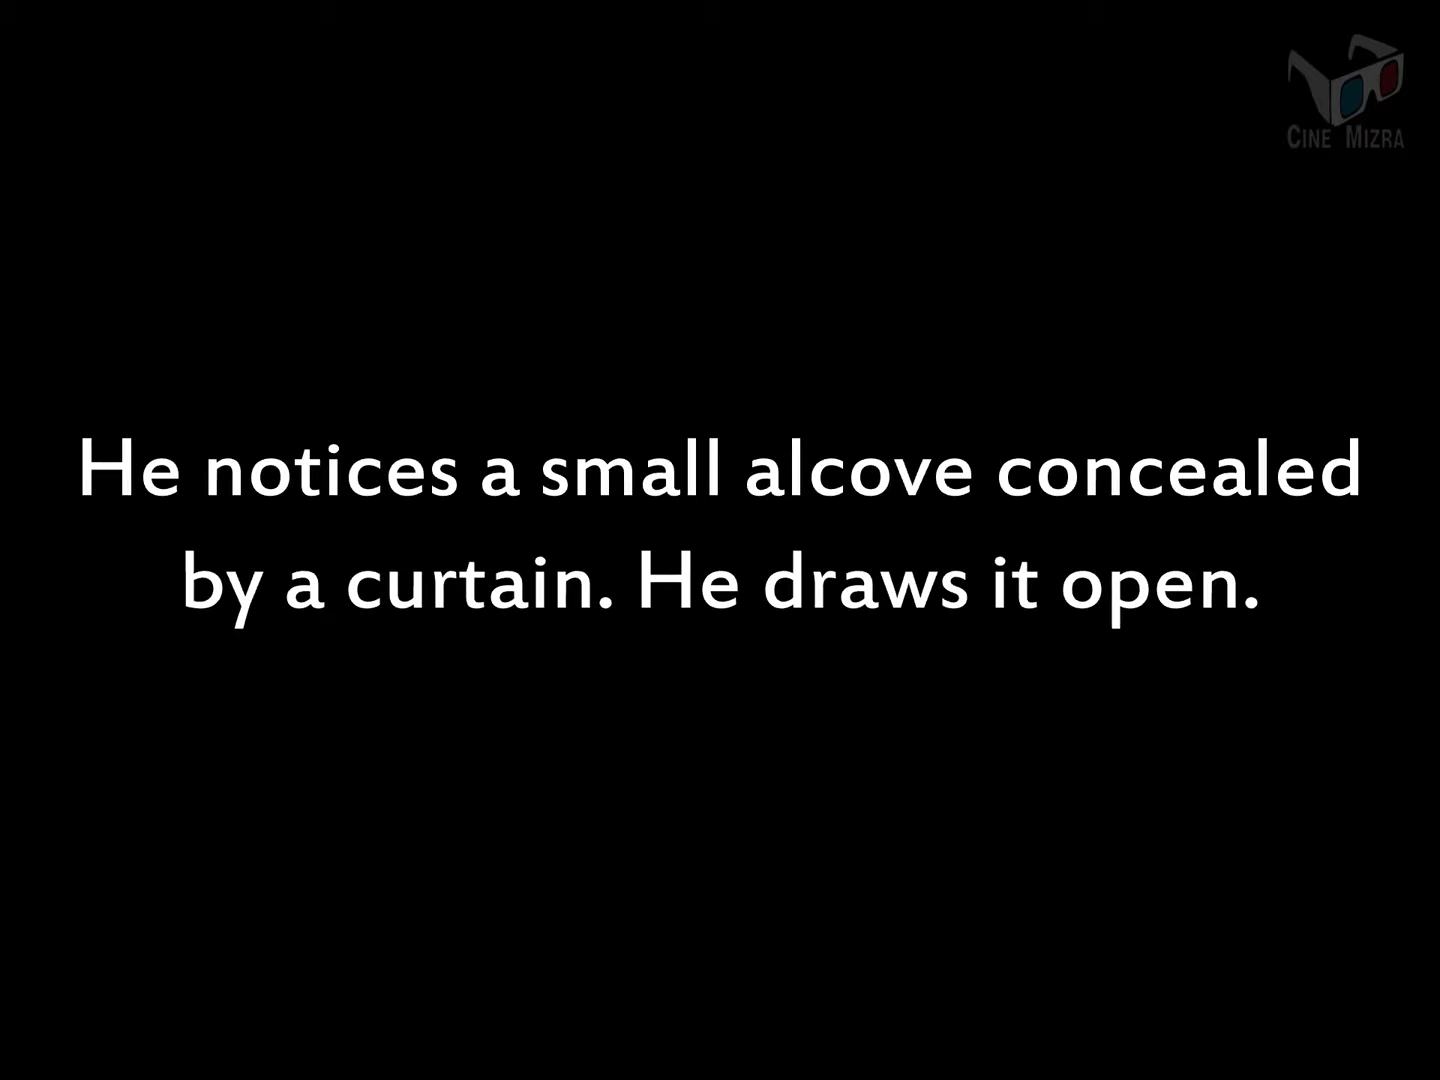 CINE MIZRA
He notices a small alcove concealed
by a curtain. He draws it open.